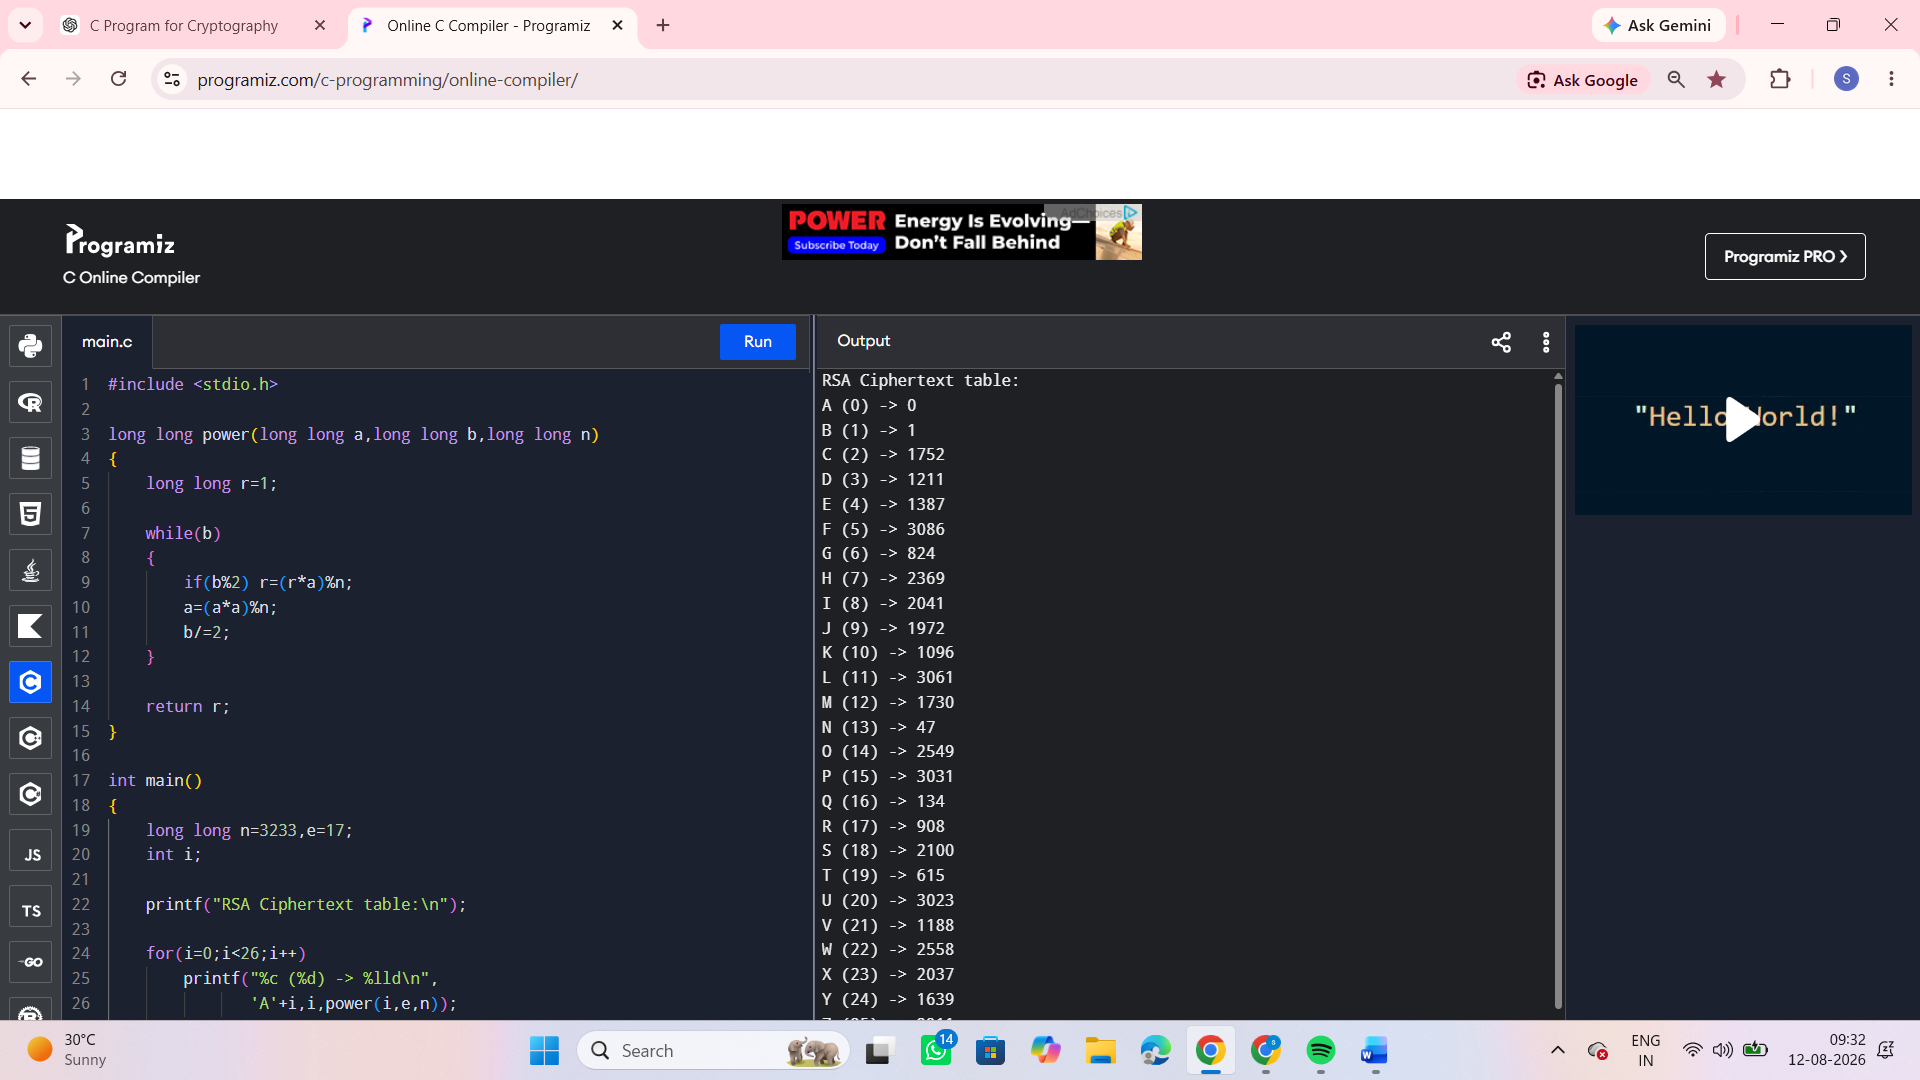 C Program for Cryptography
Online C Compiler - Programiz
Ask Gemini
programiz.com/c-programming/online-compiler/
Ask Google
S
POWER
Subscribe Today
Energy Is Evolving—
Don't Fall Behind
AdChoices
Programiz
C Online Compiler
Programiz PRO ❯
main.c
Run
Output
1 #include <stdio.h>
2
3 long long power(long long a,long long b,long long n)
4 {
5 long long r=1;
6
7 while(b)
8 {
9 if(b%2) r=(r*a)%n;
10 a=(a*a)%n;
11 b/=2;
12 }
13
14 return r;
15 }
16
17 int main()
18 {
19 long long n=3233,e=17;
20 int i;
21
22 printf("RSA Ciphertext table:\n");
23
24 for(i=0;i<26;i++)
25 printf("%c (%d) -> %lld\n",
26 'A'+i,i,power(i,e,n));
RSA Ciphertext table:
A (0) -> 0
B (1) -> 1
C (2) -> 1752
D (3) -> 1211
E (4) -> 1387
F (5) -> 3086
G (6) -> 824
H (7) -> 2369
I (8) -> 2041
J (9) -> 1972
K (10) -> 1096
L (11) -> 3061
M (12) -> 1730
N (13) -> 47
O (14) -> 2549
P (15) -> 3031
Q (16) -> 134
R (17) -> 908
S (18) -> 2100
T (19) -> 615
U (20) -> 3023
V (21) -> 1188
W (22) -> 2558
X (23) -> 2037
Y (24) -> 1639
"Hello World!"
JS
TS
GO
30°C
Sunny
Search
14
ENG
IN
09:32
12-08-2026